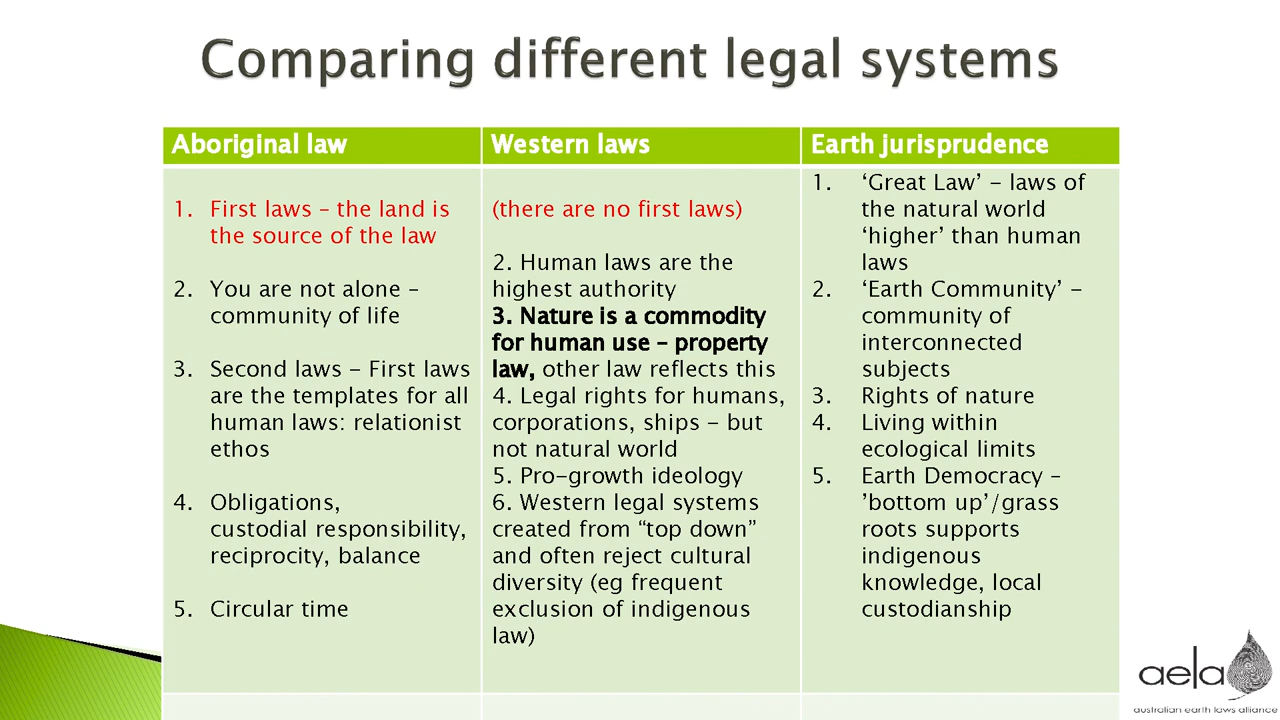 Comparing different legal systems
Aboriginal law
1. First laws – the land is
the source of the law
2. You are not alone –
community of life
3. Second laws - First laws
are the templates for all
human laws: relationist
ethos
4. Obligations,
custodial responsibility,
reciprocity, balance
5. Circular time
Western laws
(there are no first laws)
2. Human laws are the
highest authority
3. Nature is a commodity
for human use – property
law, other law reflects this
4. Legal rights for humans,
corporations, ships - but
not natural world
5. Pro-growth ideology
6. Western legal systems
created from “top down”
and often reject cultural
diversity (eg frequent
exclusion of indigenous
law)
Earth jurisprudence
1. ‘Great Law’ - laws of
the natural world
‘higher’ than human
laws
2. ‘Earth Community’ -
community of
interconnected
subjects
3. Rights of nature
4. Living within
ecological limits
5. Earth Democracy –
’bottom up’/grass
roots supports
indigenous
knowledge, local
custodianship
aela
australian earth laws alliance